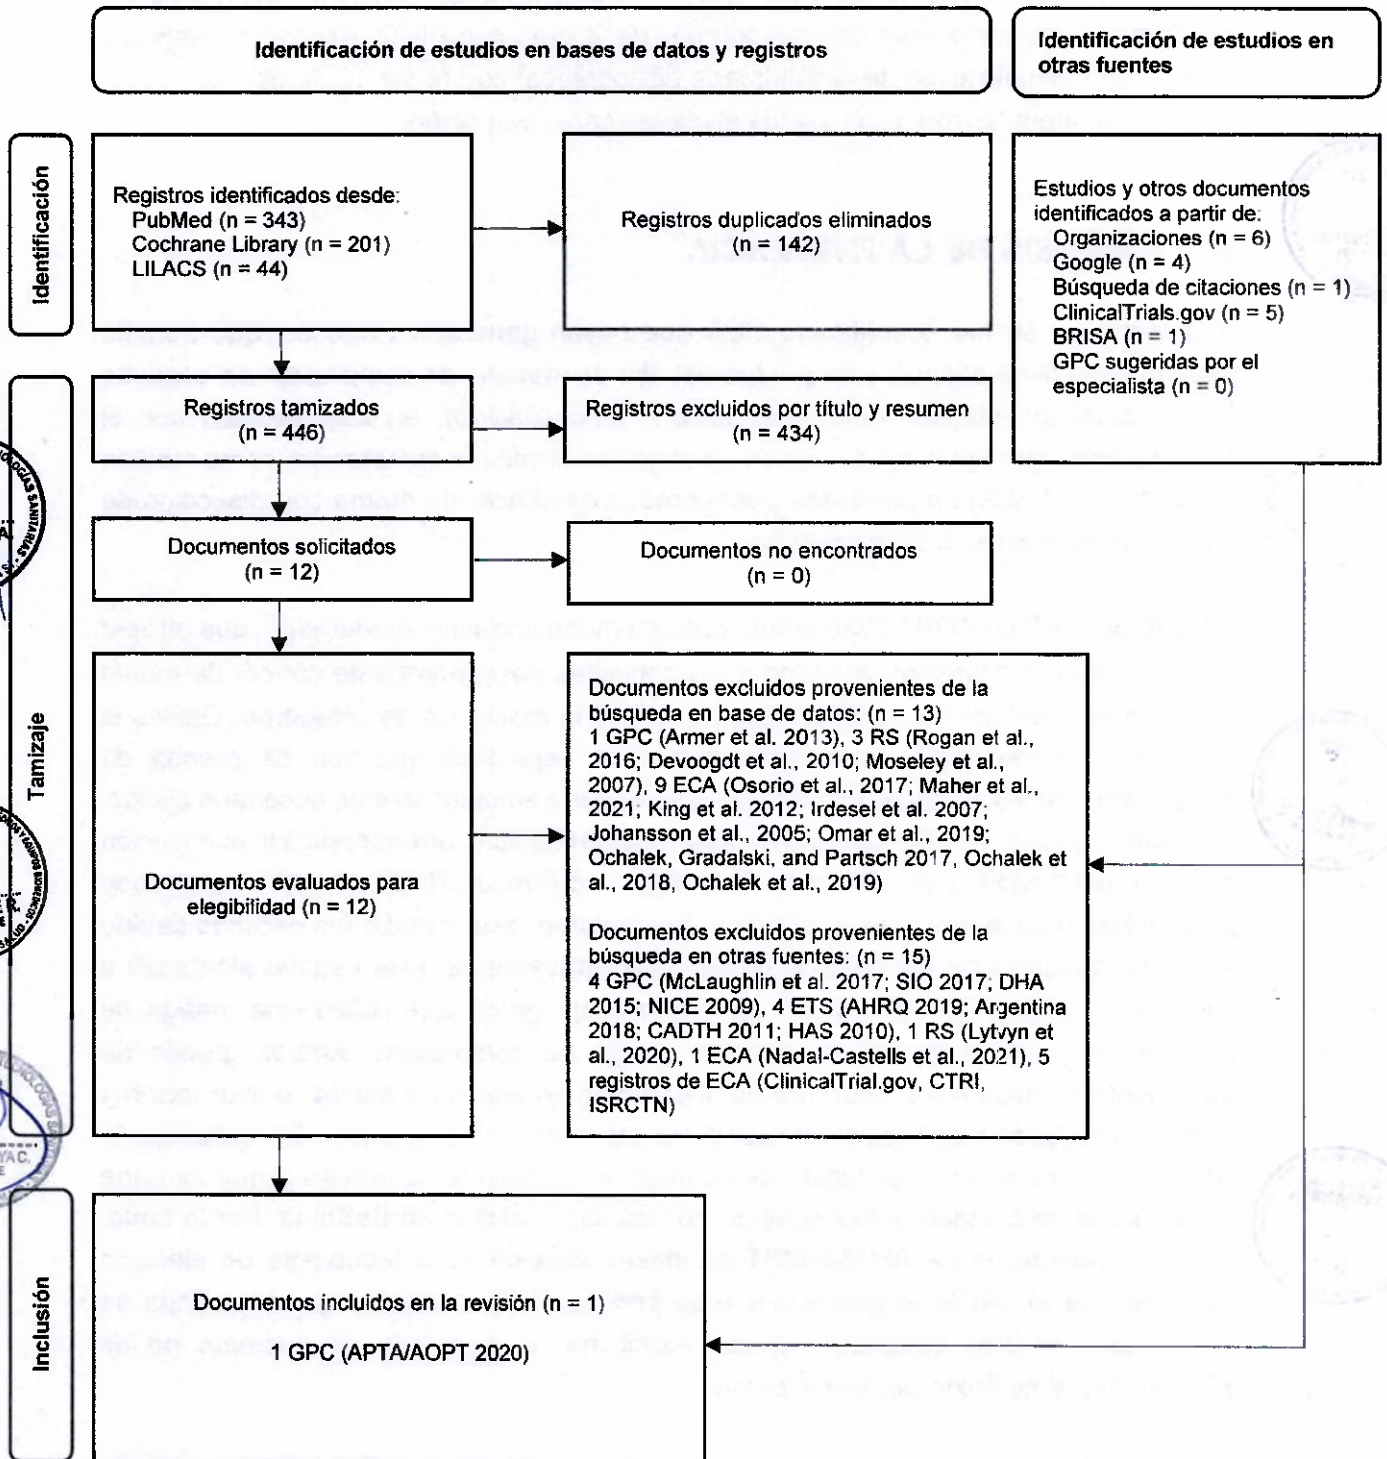 Identificación de estudios en bases de datos y registros
Identificación de estudios en
otras fuentes
Identificación
Registros identificados desde:
PubMed (n = 343)
Cochrane Library (n = 201)
LILACS (n = 44)
Registros duplicados eliminados
(n = 142)
Estudios y otros documentos
identificados a partir de:
Organizaciones (n = 6)
Google (n = 4)
Búsqueda de citaciones (n = 1)
ClinicalTrials.gov (n = 5)
BRISA (n = 1)
GPC sugeridas por el
especialista (n = 0)
Tamizaje
Registros tamizados
(n = 446)
Registros excluidos por título y resumen
(n = 434)
Documentos solicitados
(n = 12)
Documentos no encontrados
(n = 0)
Documentos evaluados para
elegibilidad (n = 12)
Documentos excluidos provenientes de la
búsqueda en base de datos: (n = 13)
1 GPC (Armer et al. 2013), 3 RS (Rogan et al.,
2016; Devoogdt et al., 2010; Moseley et al.,
2007), 9 ECA (Osorio et al., 2017; Maher et al.,
2021; King et al. 2012; Irdesel et al. 2007;
Johansson et al., 2005; Omar et al., 2019;
Ochalek, Gradalski, and Partsch 2017, Ochalek et
al., 2018, Ochalek et al., 2019)
Documentos excluidos provenientes de la
búsqueda en otras fuentes: (n = 15)
4 GPC (McLaughlin et al. 2017; SIO 2017; DHA
2015; NICE 2009), 4 ETS (AHRQ 2019; Argentina
2018; CADTH 2011; HAS 2010), 1 RS (Lytvyn et
al., 2020), 1 ECA (Nadal-Castells et al., 2021), 5
registros de ECA (ClinicalTrial.gov, CTRI,
ISRCTN)
Inclusión
Documentos incluidos en la revisión (n = 1)
1 GPC (APTA/AOPT 2020)